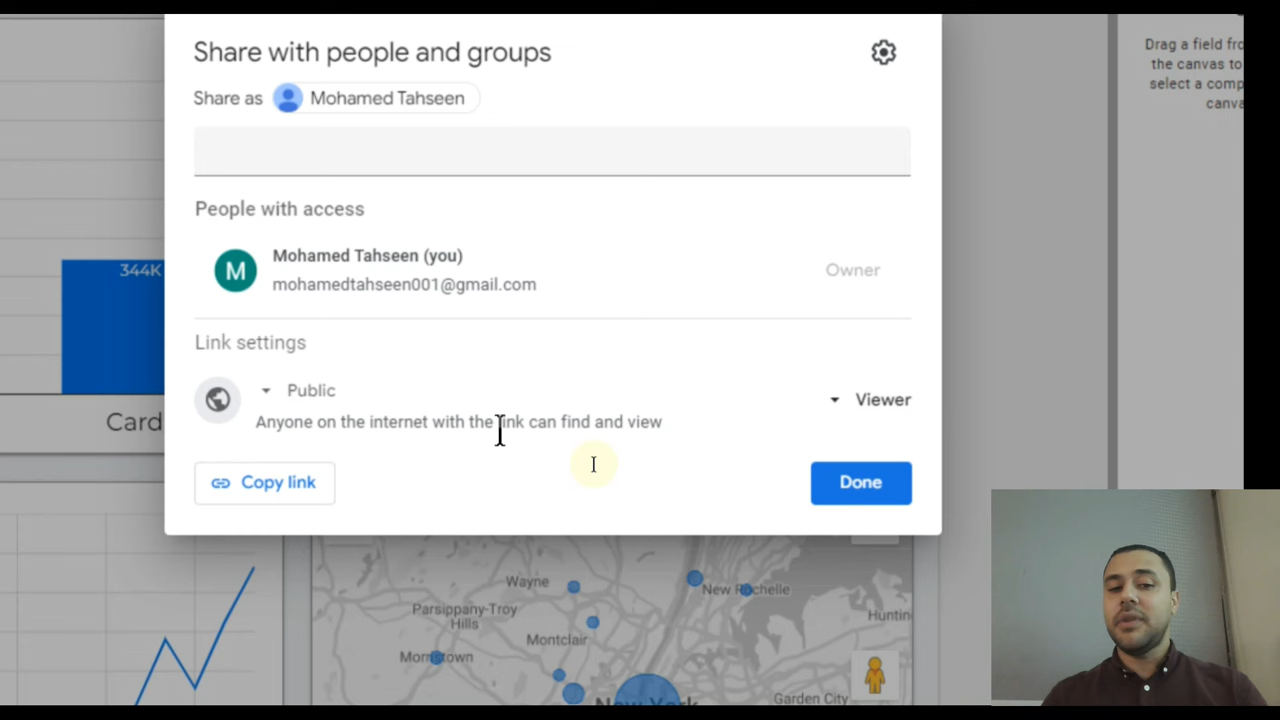 Share with people and groups
Share as Mohamed Tahseen
People with access
M
Mohamed Tahseen (you)
mohamedtahseen001@gmail.com
Owner
Link settings
Public
Anyone on the internet with the link can find and view
Viewer
Copy link
Done
Drag a field fro
the canvas to
select a comp
canva
344K
Card
Wayne
New Rochelle
Parsippany-Troy
Hills
Huntin
Montclair
Morristown
New York
Garden City